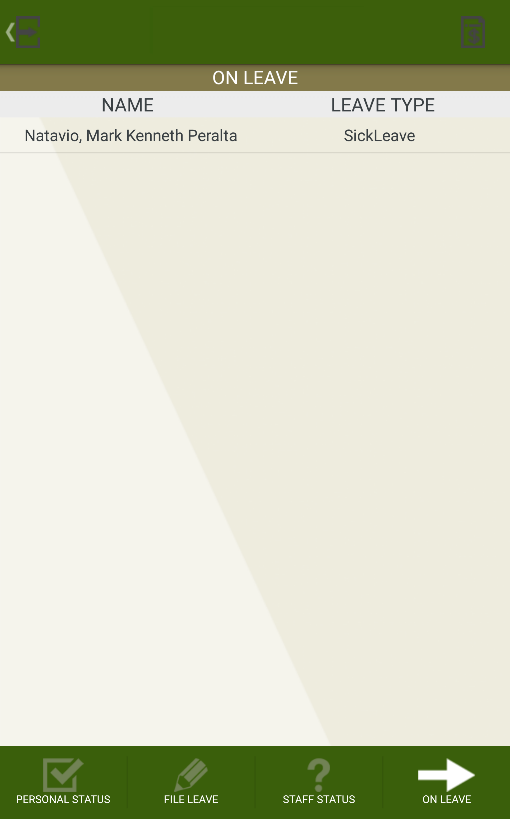 ON LEAVE
NAME LEAVE TYPE
Natavio, Mark Kenneth Peralta SickLeave
PERSONAL STATUS FILE LEAVE STAFF STATUS ON LEAVE